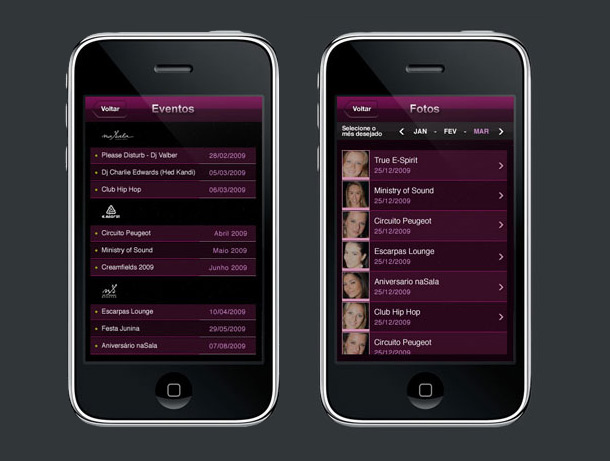 Voltar
Eventos
naSala
Please Disturb - Dj Valber 28/02/2009
Dj Charlie Edwards (Hed Kandi) 05/03/2009
Club Hip Hop 06/03/2009
Circuito Peugeot Abril 2009
Ministry of Sound Maio 2009
Creamfields 2009 Junho 2009
Escarpas Lounge 10/04/2009
Festa Junina 29/05/2009
Aniversário naSala 07/08/2009
Voltar
Fotos
Selecione o
mês desejado
JAN - FEV - MAR
True E-Spirit
25/12/2009
Ministry of Sound
25/12/2009
Circuito Peugeot
25/12/2009
Escarpas Lounge
25/12/2009
Aniversario naSala
25/12/2009
Club Hip Hop
25/12/2009
Circuito Peugeot
25/12/2009